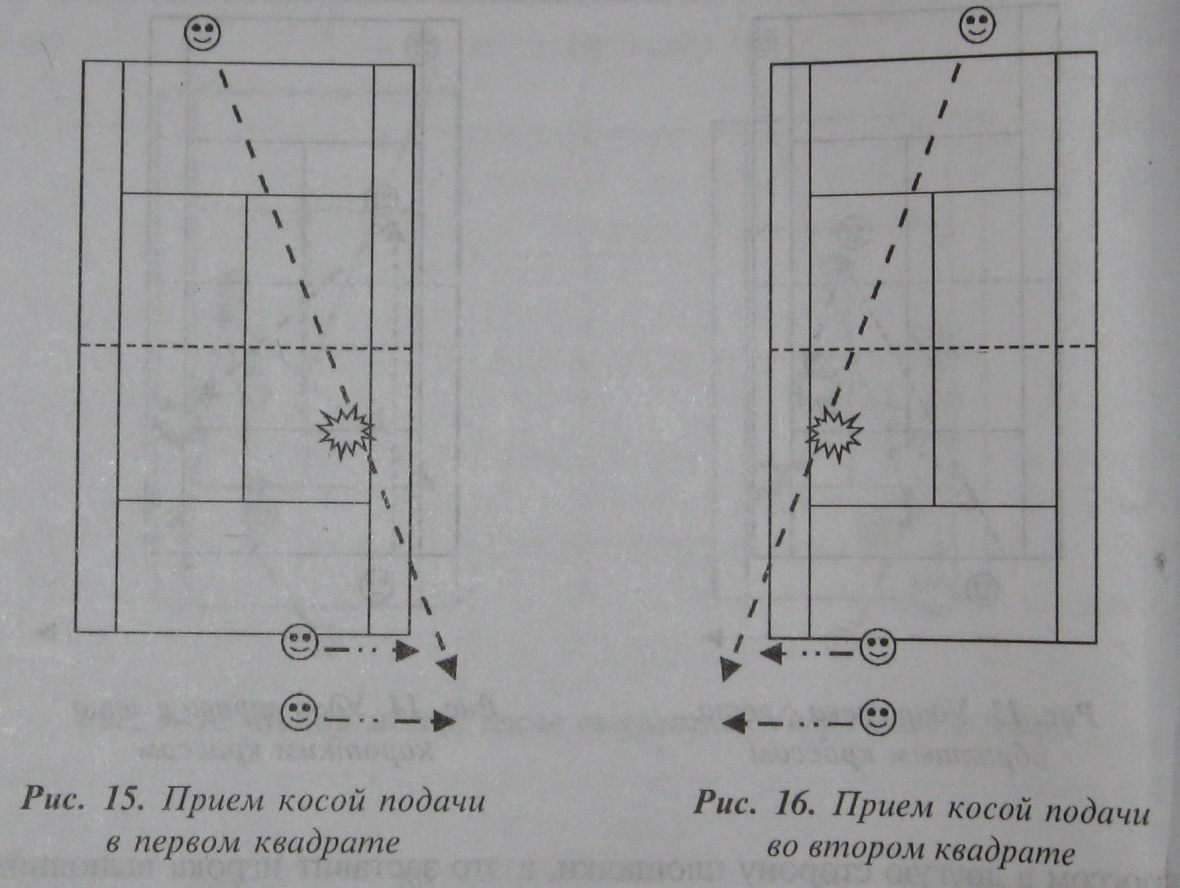 Рис. 15. Прием косой подачи
в первом квадрате
Рис. 16. Прием косой подачи
во втором квадрате